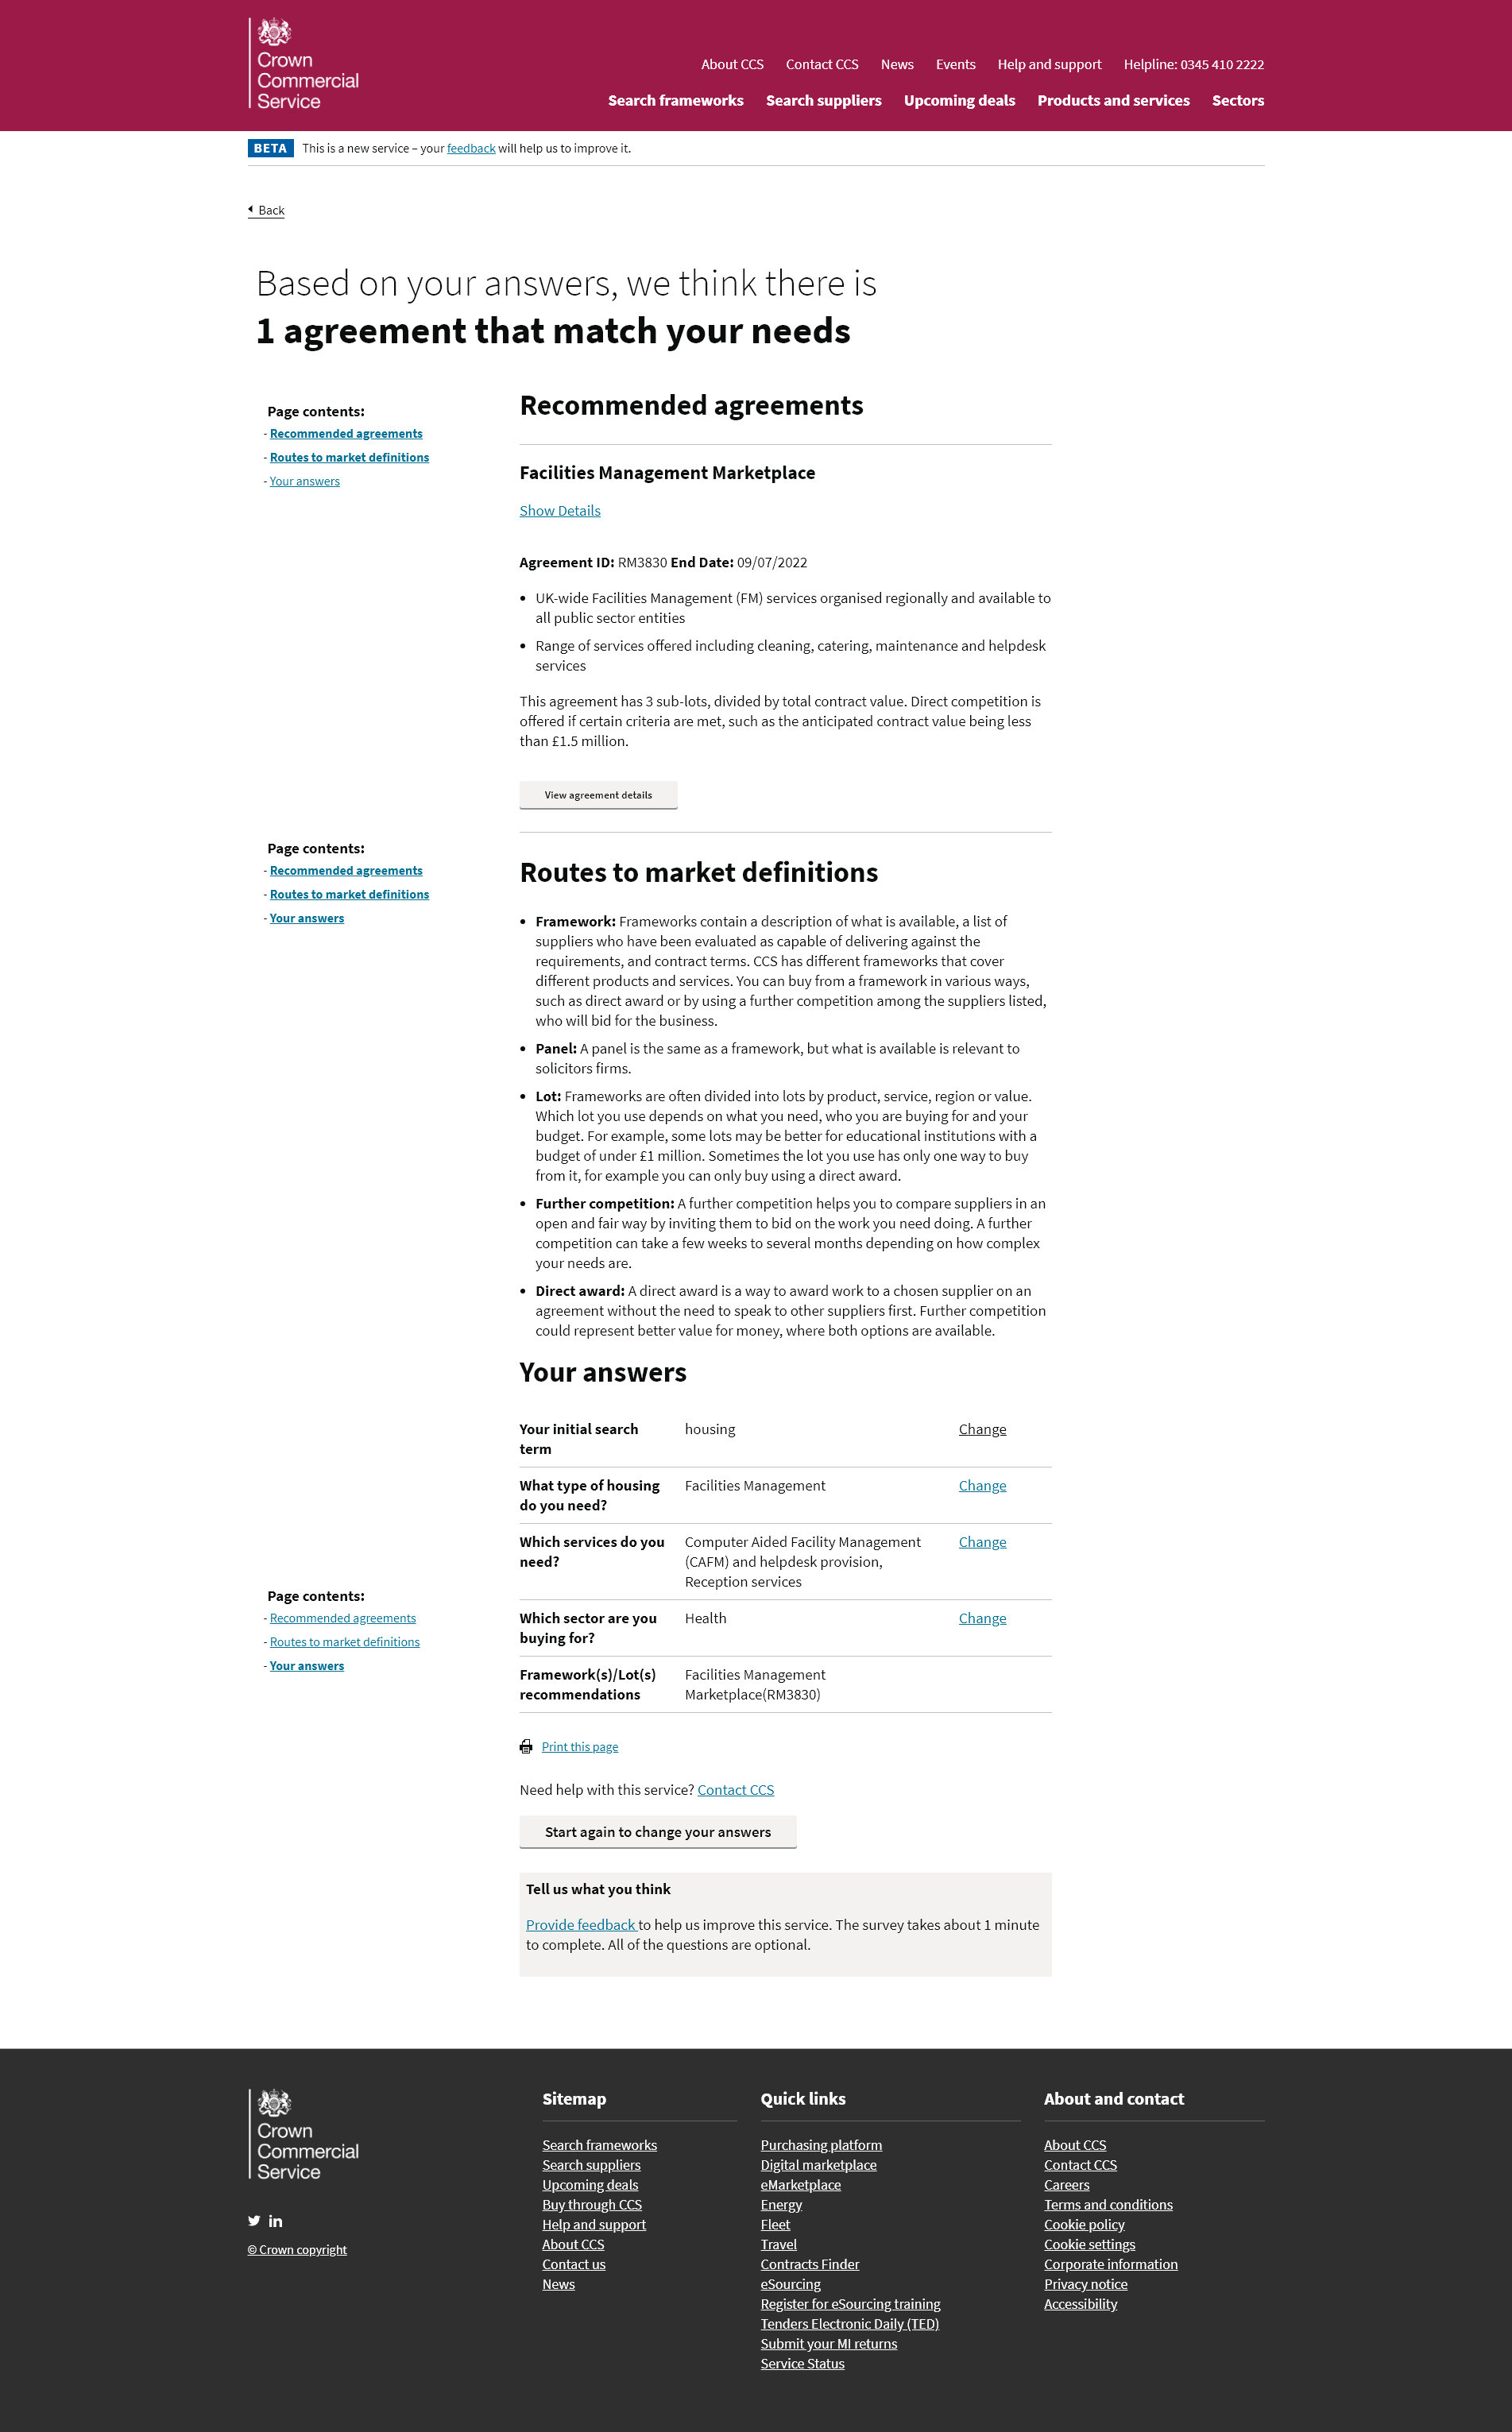 Crown
Commercial
Service
About CCS Contact CCS News Events Help and support Helpline: 0345 410 2222
Search frameworks Search suppliers Upcoming deals Products and services Sectors
BETA This is a new service – your feedback will help us to improve it.
Back
Based on your answers, we think there is
1 agreement that match your needs
Page contents:
- Recommended agreements
- Routes to market definitions
- Your answers
Recommended agreements
Facilities Management Marketplace
Show Details
Agreement ID: RM3830 End Date: 09/07/2022
• UK-wide Facilities Management (FM) services organised regionally and available to
all public sector entities
• Range of services offered including cleaning, catering, maintenance and helpdesk
services
This agreement has 3 sub-lots, divided by total contract value. Direct competition is
offered if certain criteria are met, such as the anticipated contract value being less
than £1.5 million.
View agreement details
Page contents:
- Recommended agreements
- Routes to market definitions
- Your answers
Routes to market definitions
• Framework: Frameworks contain a description of what is available, a list of
suppliers who have been evaluated as capable of delivering against the
requirements, and contract terms. CCS has different frameworks that cover
different products and services. You can buy from a framework in various ways,
such as direct award or by using a further competition among the suppliers listed,
who will bid for the business.
• Panel: A panel is the same as a framework, but what is available is relevant to
solicitors firms.
• Lot: Frameworks are often divided into lots by product, service, region or value.
Which lot you use depends on what you need, who you are buying for and your
budget. For example, some lots may be better for educational institutions with a
budget of under £1 million. Sometimes the lot you use has only one way to buy
from it, for example you can only buy using a direct award.
• Further competition: A further competition helps you to compare suppliers in an
open and fair way by inviting them to bid on the work you need doing. A further
competition can take a few weeks to several months depending on how complex
your needs are.
• Direct award: A direct award is a way to award work to a chosen supplier on an
agreement without the need to speak to other suppliers first. Further competition
could represent better value for money, where both options are available.
Your answers
Your initial search
term
housing
Change
What type of housing
do you need?
Facilities Management
Change
Which services do you
need?
Computer Aided Facility Management
(CAFM) and helpdesk provision,
Reception services
Change
Page contents:
- Recommended agreements
- Routes to market definitions
- Your answers
Which sector are you
buying for?
Health
Change
Framework(s)/Lot(s)
recommendations
Facilities Management
Marketplace(RM3830)
Print this page
Need help with this service? Contact CCS
Start again to change your answers
Tell us what you think
Provide feedback to help us improve this service. The survey takes about 1 minute
to complete. All of the questions are optional.
Crown
Commercial
Service
© Crown copyright
Sitemap
Search frameworks
Search suppliers
Upcoming deals
Buy through CCS
Help and support
About CCS
Contact us
News
Quick links
Purchasing platform
Digital marketplace
eMarketplace
Energy
Fleet
Travel
Contracts Finder
eSourcing
Register for eSourcing training
Tenders Electronic Daily (TED)
Submit your MI returns
Service Status
About and contact
About CCS
Contact CCS
Careers
Terms and conditions
Cookie policy
Cookie settings
Corporate information
Privacy notice
Accessibility